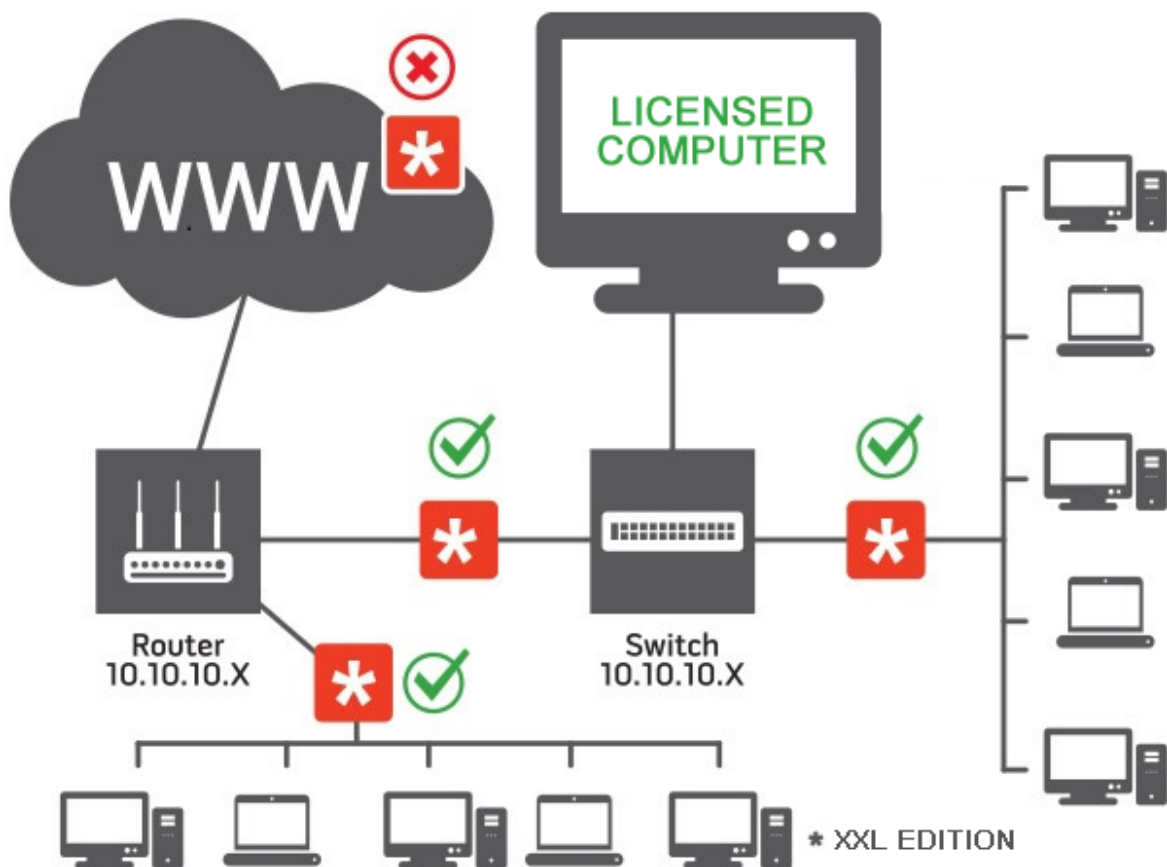 WWW
LICENSED
COMPUTER
*
*
*
Router
10.10.10.X
Switch
10.10.10.X
*
* XXL EDITION